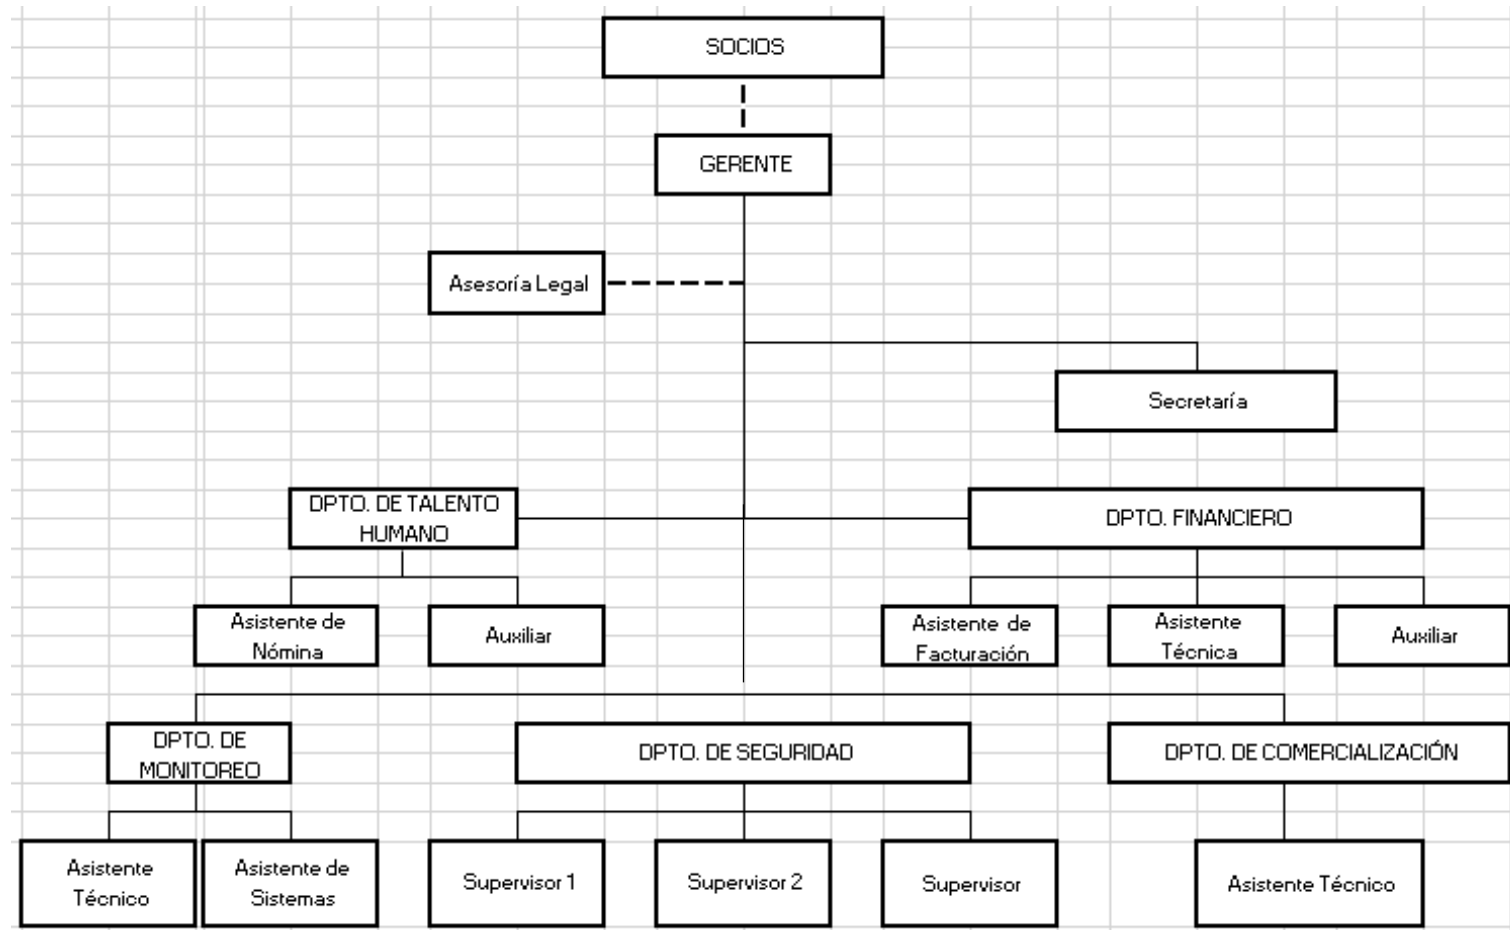 SOCIOS
GERENTE
Asesoría Legal
Secretaría
DPTO. DE TALENTO
HUMANO
DPTO. FINANCIERO
Asistente de
Nómina
Auxiliar
Asistente de
Facturación
Asistente
Técnica
Auxiliar
DPTO. DE
MONITOREO
DPTO. DE SEGURIDAD
DPTO. DE COMERCIALIZACIÓN
Asistente
Técnico
Asistente de
Sistemas
Supervisor 1
Supervisor 2
Supervisor
Asistente Técnico